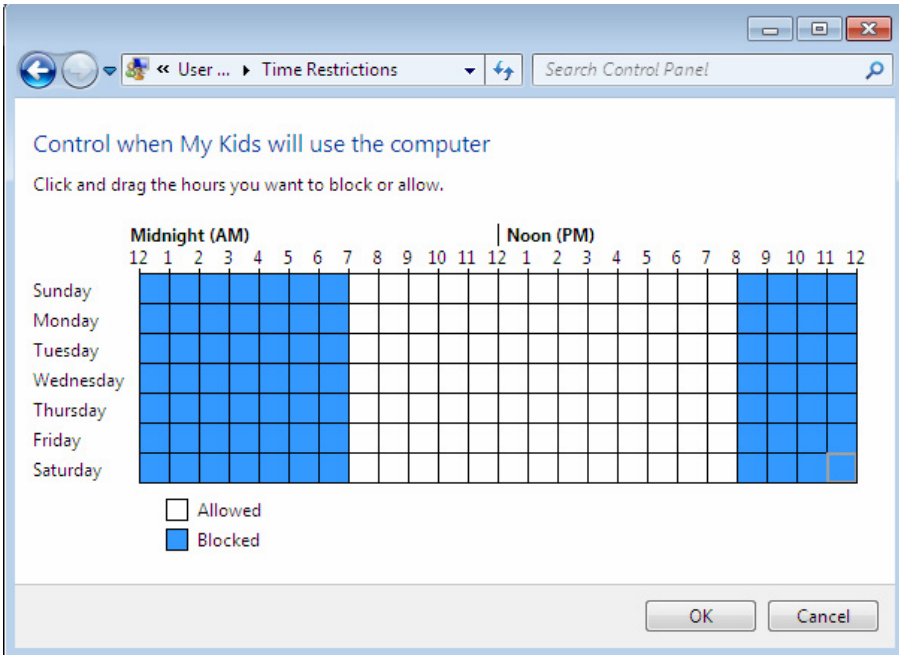 « User ... ▸ Time Restrictions
Search Control Panel
Control when My Kids will use the computer
Click and drag the hours you want to block or allow.
Midnight (AM) Noon (PM)
12 1 2 3 4 5 6 7 8 9 10 11 12 1 2 3 4 5 6 7 8 9 10 11 12
Sunday
Monday
Tuesday
Wednesday
Thursday
Friday
Saturday
Allowed
Blocked
OK Cancel